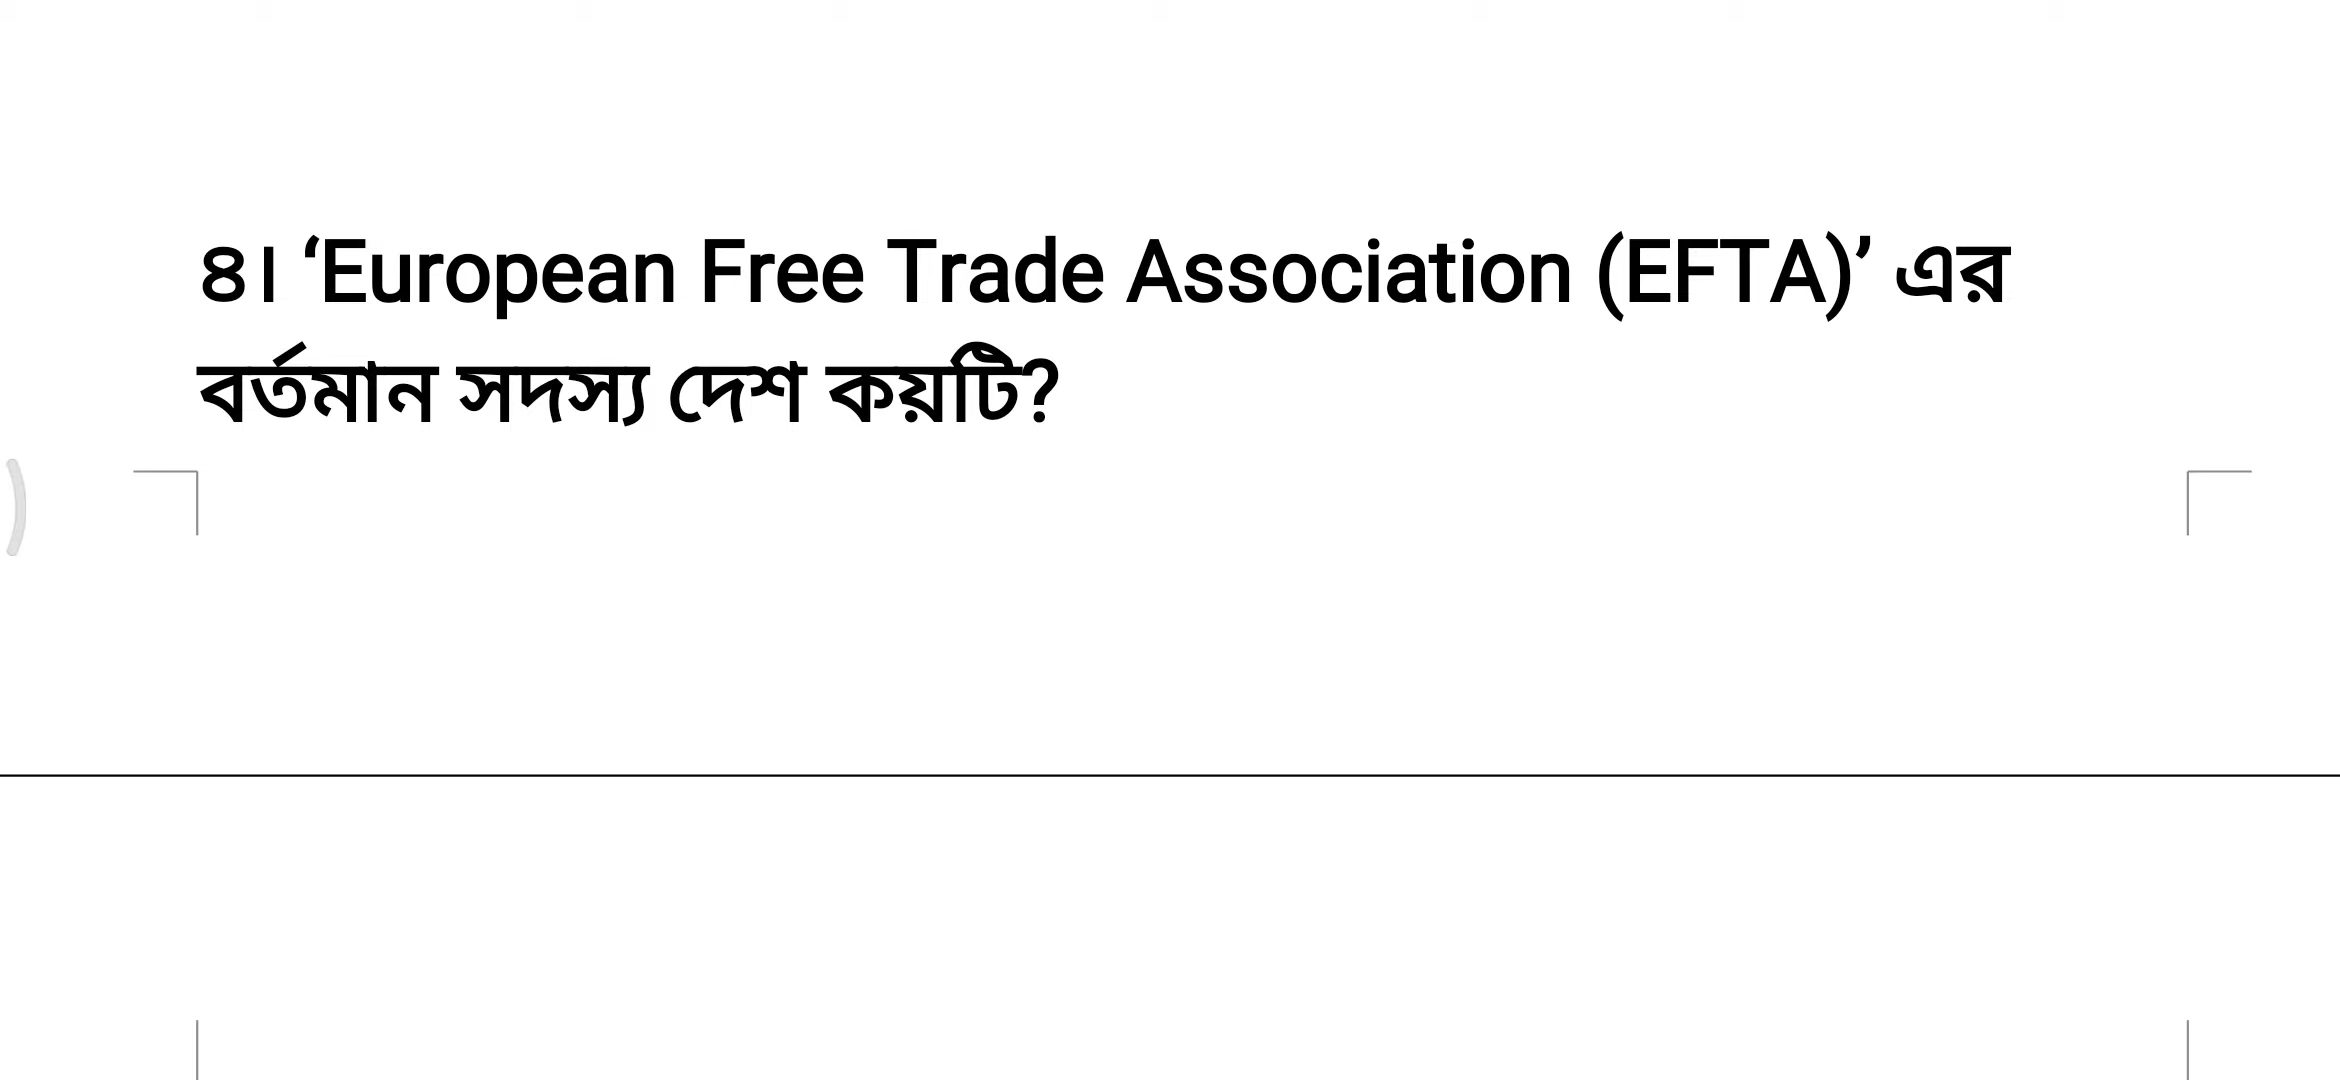 ৪। ‘European Free Trade Association (EFTA)’ এর
বর্তমান সদস্য দেশ কয়টি?